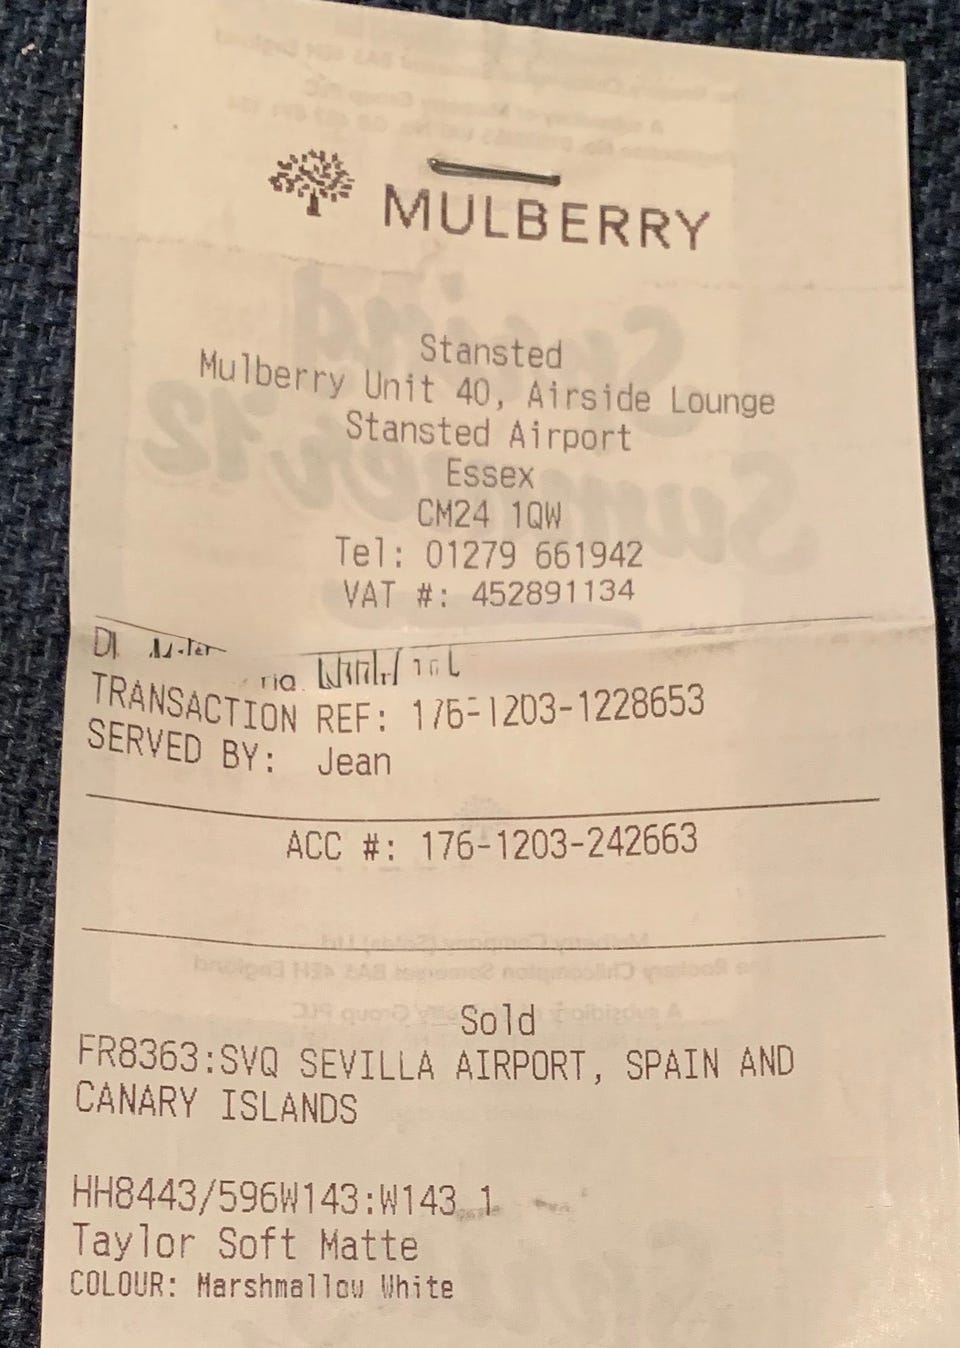 MULBERRY
Stansted
Mulberry Unit 40, Airside Lounge
Stansted Airport
Essex
CM24 1QW
Tel: 01279 661942
VAT #: 452891134
TRANSACTION REF: 176-1203-1228653
SERVED BY: Jean
ACC #: 176-1203-242663
Sold
FR8363:SVQ SEVILLA AIRPORT, SPAIN AND
CANARY ISLANDS
HH8443/596W143:W143 1
Taylor Soft Matte
COLOUR: Marshmallow White